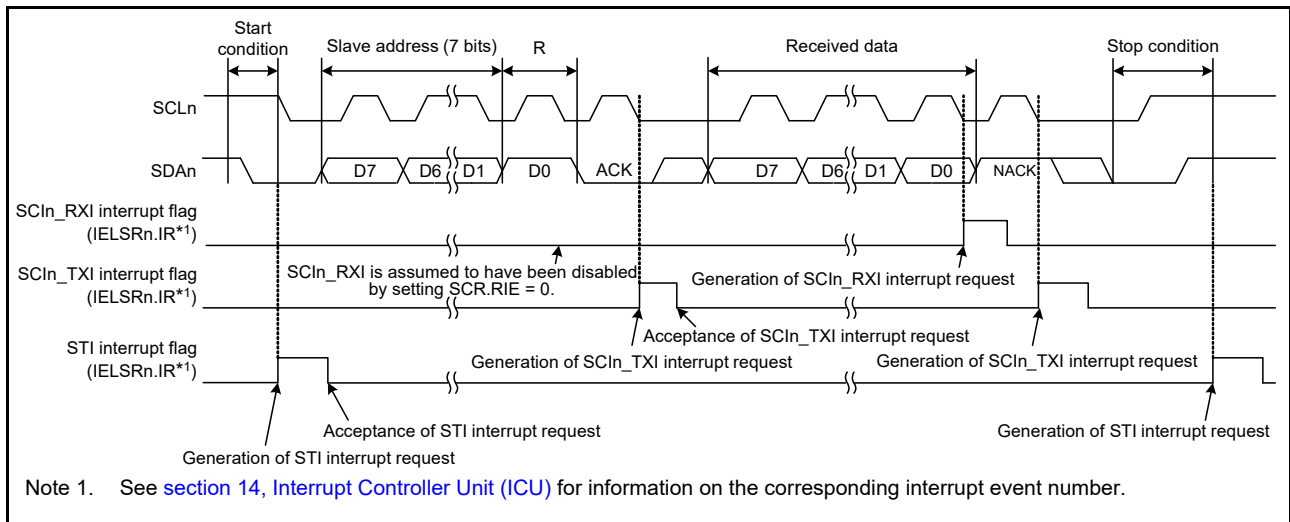 Start
condition
Slave address (7 bits)
R
Received data
Stop condition
SCLn
SDAn
D7
D6
D1
D0
ACK
D7
D6
D1
D0
NACK
SCIn_RXI interrupt flag
(IELSRn.IR*1)
SCIn_RXI is assumed to have been disabled
by setting SCR.RIE = 0.
Generation of SCIn_RXI interrupt request
SCIn_TXI interrupt flag
(IELSRn.IR*1)
Acceptance of SCIn_TXI interrupt request
Generation of SCIn_TXI interrupt request
Generation of SCIn_TXI interrupt request
STI interrupt flag
(IELSRn.IR*1)
Acceptance of STI interrupt request
Generation of STI interrupt request
Generation of STI interrupt request
Note 1. See section 14, Interrupt Controller Unit (ICU) for information on the corresponding interrupt event number.